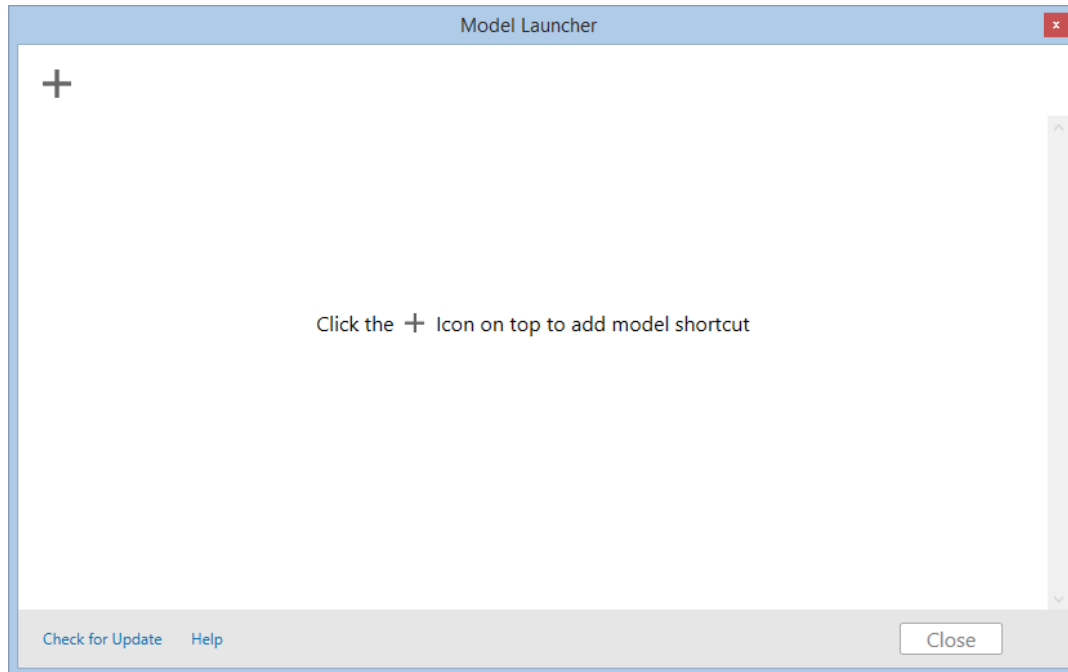 Model Launcher
x
Click the + Icon on top to add model shortcut
Check for Update Help Close